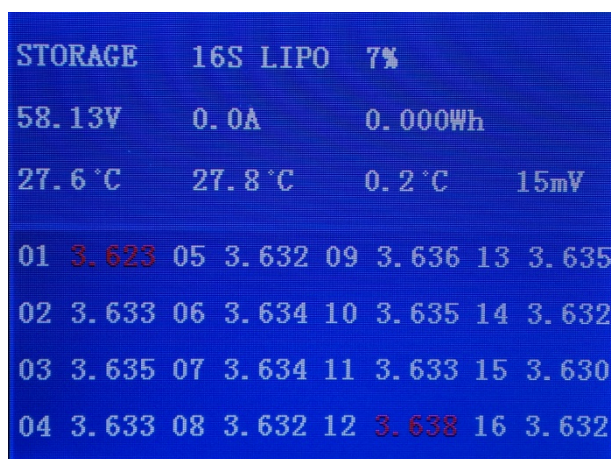 STORAGE 16S LIPO 7%
58.13V 0.0A 0.000Wh
27.6°C 27.8°C 0.2°C 15mV
01 3.623 05 3.632 09 3.636 13 3.635
02 3.633 06 3.634 10 3.635 14 3.632
03 3.635 07 3.634 11 3.633 15 3.630
04 3.633 08 3.632 12 3.638 16 3.632